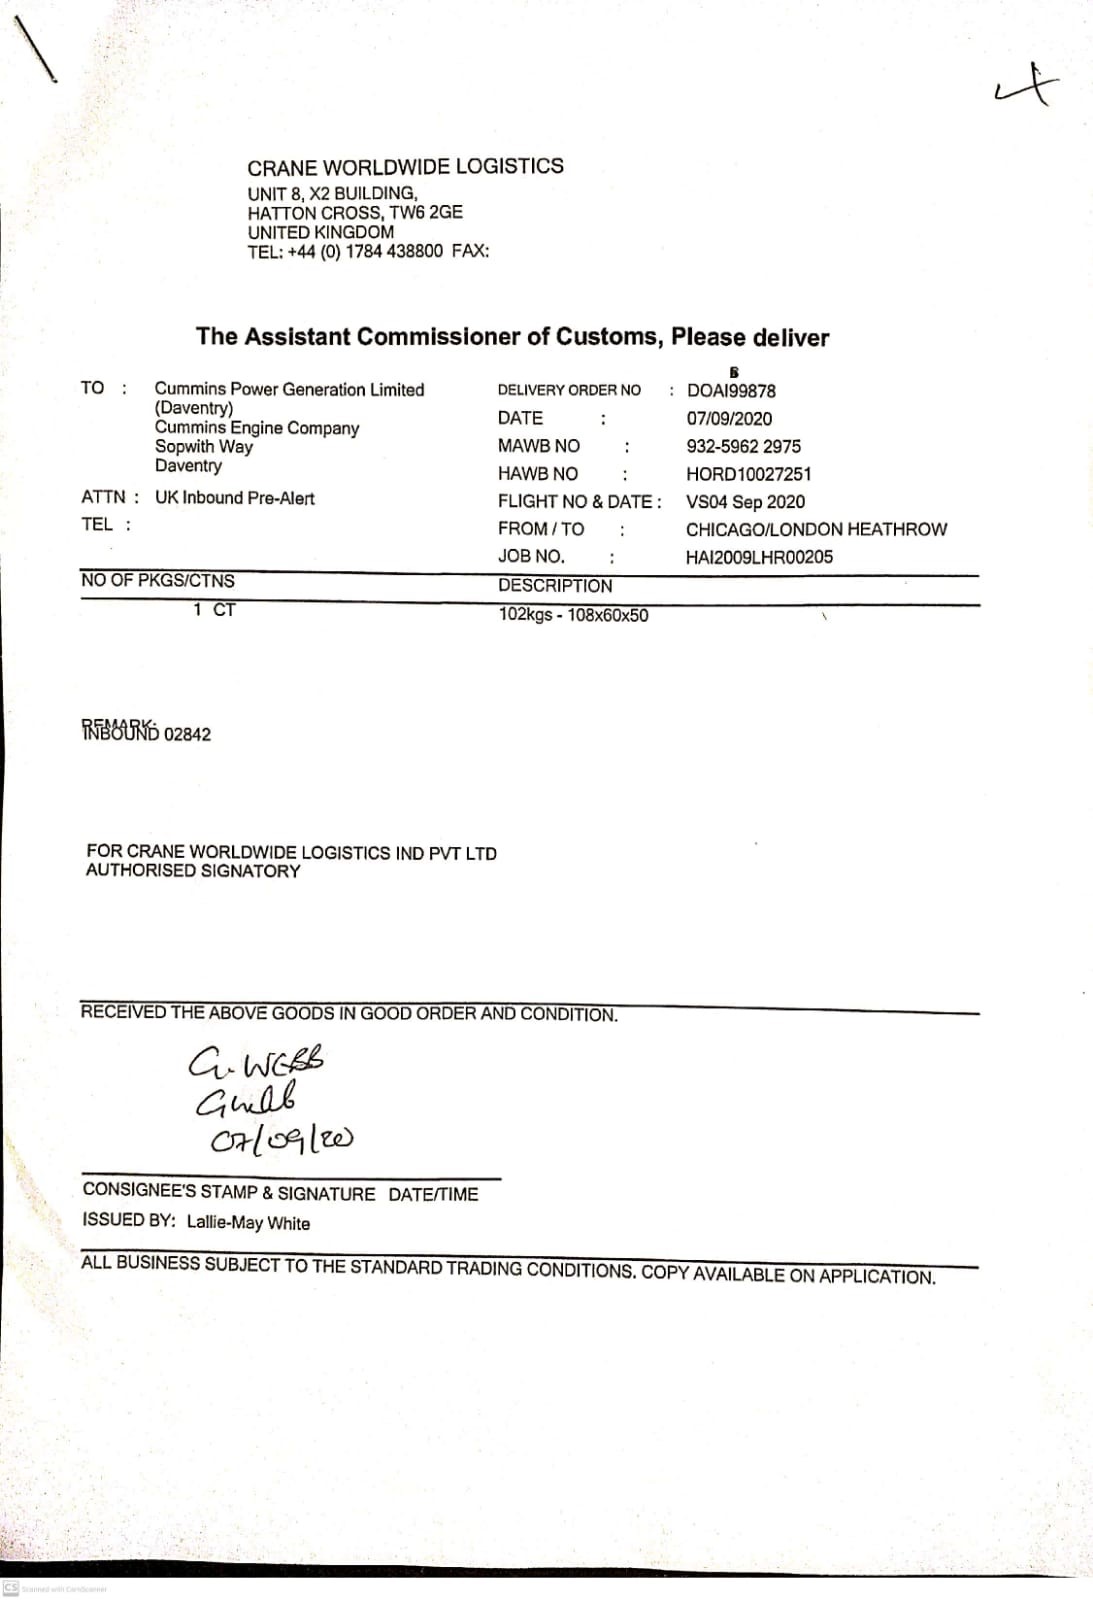 CRANE WORLDWIDE LOGISTICS
UNIT 8, X2 BUILDING,
HATTON CROSS, TW6 2GE
UNITED KINGDOM
TEL: +44 (0) 1784 438800 FAX:
The Assistant Commissioner of Customs, Please deliver
TO : Cummins Power Generation Limited
(Daventry)
Cummins Engine Company
Sopwith Way
Daventry
ATTN : UK Inbound Pre-Alert
TEL :
DELIVERY ORDER NO : DOAI99878
DATE : 07/09/2020
MAWB NO : 932-5962 2975
HAWB NO : HORD10027251
FLIGHT NO & DATE : VS04 Sep 2020
FROM / TO : CHICAGO/LONDON HEATHROW
JOB NO. : HAI2009LHR00205
NO OF PKGS/CTNS DESCRIPTION
1 CT 102kgs - 108x60x50
REMARK:
INBOUND 02842
FOR CRANE WORLDWIDE LOGISTICS IND PVT LTD
AUTHORISED SIGNATORY
RECEIVED THE ABOVE GOODS IN GOOD ORDER AND CONDITION.
G. WEBB
GWebb
07/09/20
CONSIGNEE'S STAMP & SIGNATURE DATE/TIME
ISSUED BY: Lallie-May White
ALL BUSINESS SUBJECT TO THE STANDARD TRADING CONDITIONS. COPY AVAILABLE ON APPLICATION.
CS Scanned with CamScanner